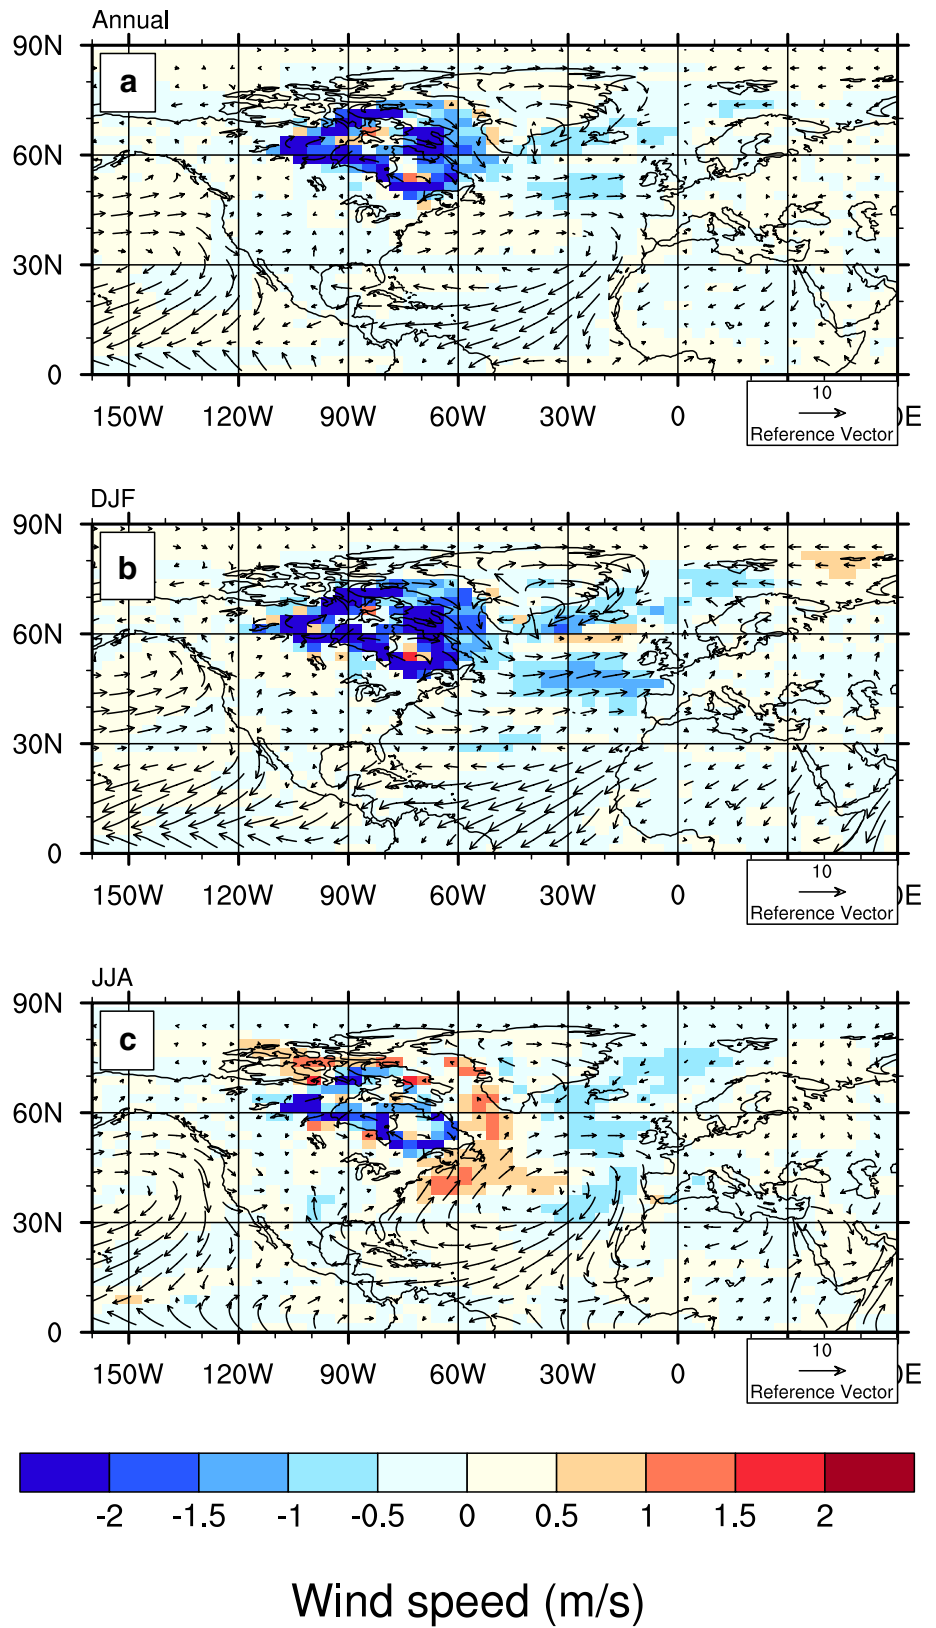 Annual
90N
a
60N
30N
0
150W 120W 90W 60W 30W 0 0E
10
Reference Vector
DJF
90N
b
60N
30N
0
150W 120W 90W 60W 30W 0 0E
10
Reference Vector
JJA
90N
c
60N
30N
0
150W 120W 90W 60W 30W 0 0E
10
Reference Vector
-2 -1.5 -1 -0.5 0 0.5 1 1.5 2
Wind speed (m/s)